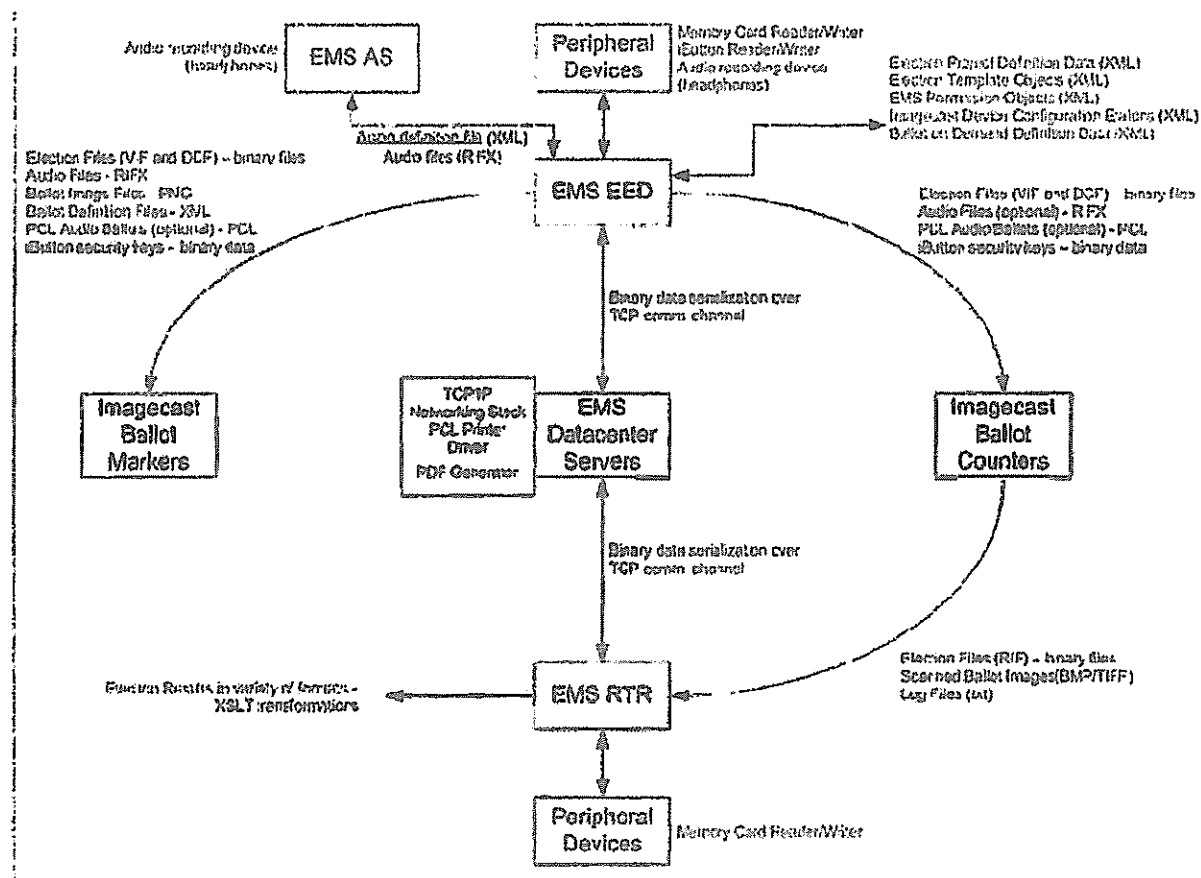 Audio recording device
(headphones)
EMS AS
Peripheral
Devices
Memory Card Reader/Writer
iButton Reader/Writer
Audio recording device
(headphones)
Election Project Definition Data (XML)
Election Template Objects (XML)
EMS Permission Objects (XML)
Imagecast Device Configuration (XML)
Ballot on Demand Definition Data (XML)
Audio definition file (XML)
Audio files (RIFX)
EMS EED
Election Files (VIF and DCF) - binary files
Audio Files - RIFX
Ballot Image Files - PNG
Ballot Definition Files - XML
PCL Audio Ballots (optional) - PCL
iButton security keys - binary data
Election Files (VIF and DCF) - binary files
Audio Files (optional) - RIFX
PCL Audio Ballots (optional) - PCL
iButton security keys - binary data
Binary data serialization over
TCP comm channel
Imagecast
Ballot
Markers
TCP/IP
Networking Stack
PCL Printer
Driver
PDF Generator
EMS
Datacenter
Servers
Imagecast
Ballot
Counters
Binary data serialization over
TCP comm channel
Election Results in variety of formats -
XSLT transformations
EMS RTR
Election Files (RIF) - binary files
Scanned Ballot Images(BMP/TIFF)
Log Files (txt)
Peripheral
Devices
Memory Card Reader/Writer